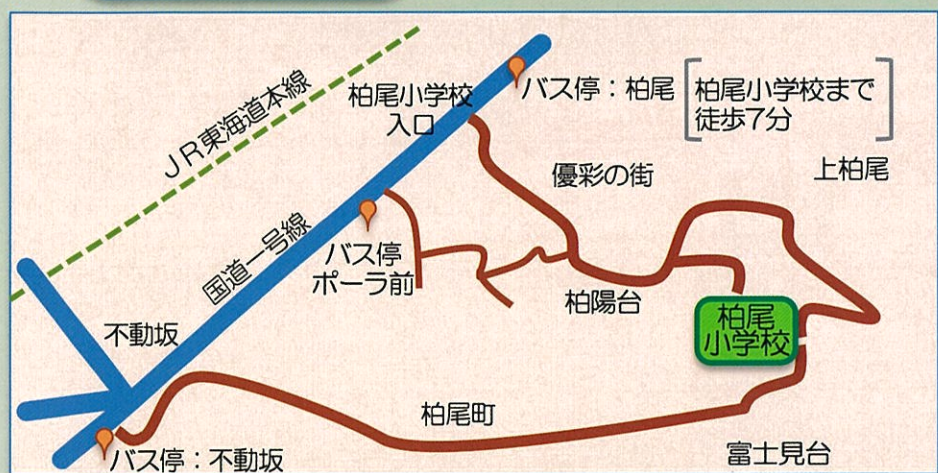 JR東海道本線
柏尾小学校
入口
バス停：柏尾
柏尾小学校まで
徒歩7分
優彩の街
上柏尾
国道一号線
バス停
ポーラ前
柏陽台
柏尾
小学校
不動坂
柏尾町
バス停：不動坂
富士見台